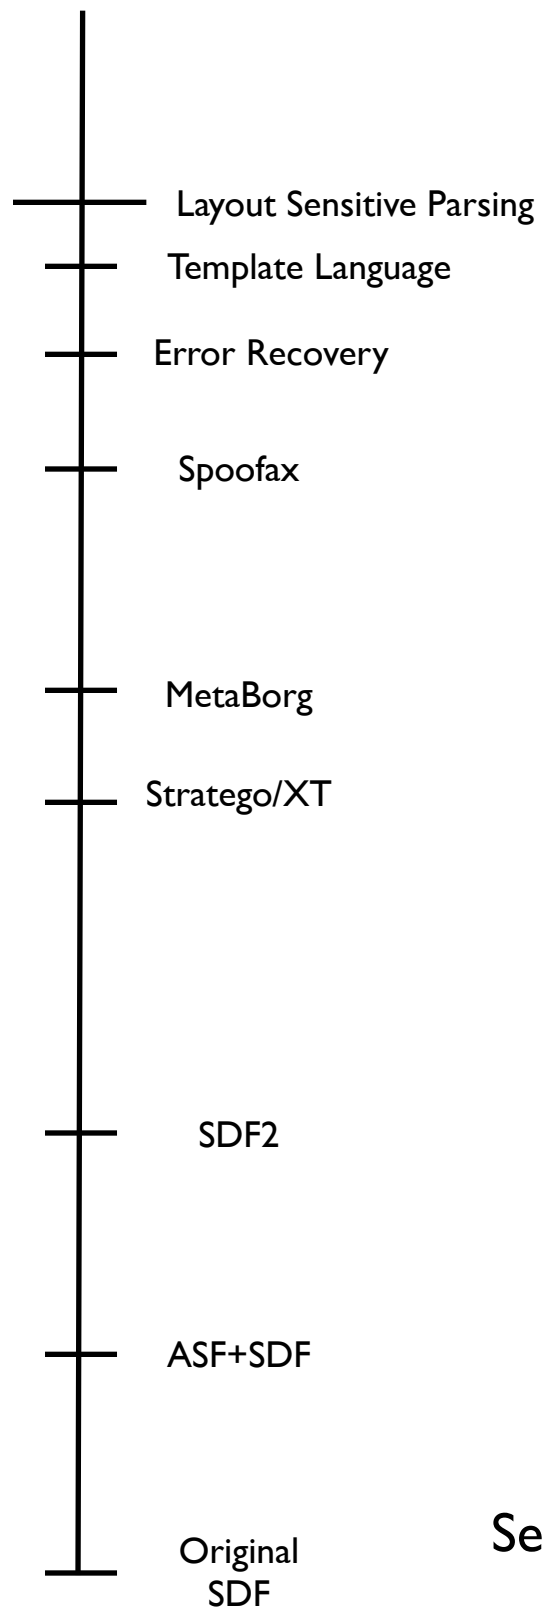 Layout Sensitive Parsing
Template Language
Error Recovery
Spoofax
MetaBorg
Stratego/XT
SDF2
ASF+SDF
Se
Original
SDF